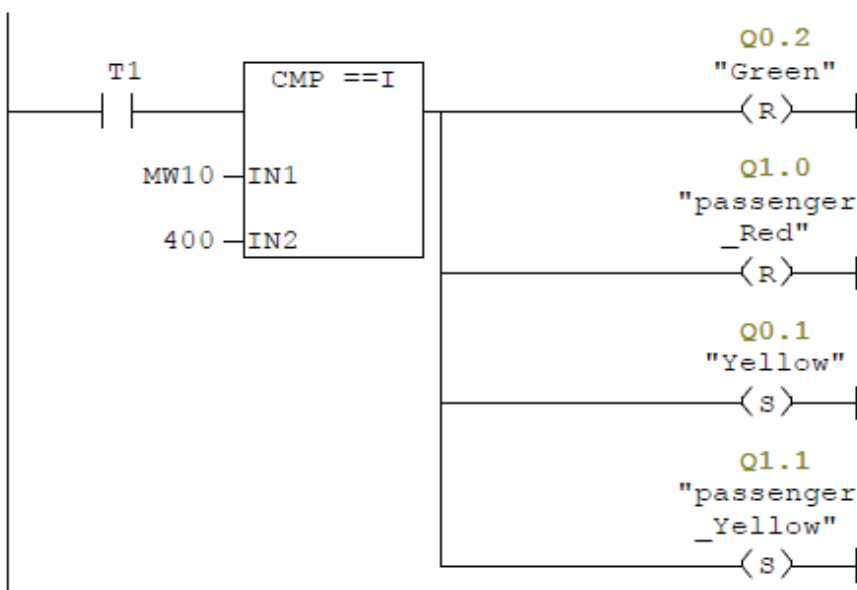 Q0.2
"Green"
T1
CMP ==I
(R)
Q1.0
"passenger
_Red"
MW10
IN1
400
IN2
(R)
Q0.1
"Yellow"
(S)
Q1.1
"passenger
_Yellow"
(S)